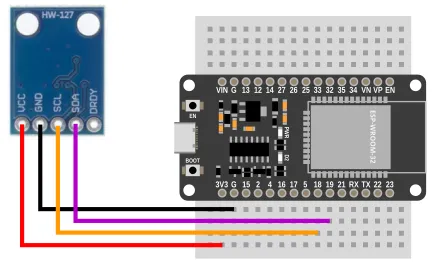 HW-127
VCC
GND
SCL
SDA
DRDY
VIN G 13 12 14 27 26 25 33 32 35 34 VN VP EN
EN
PWR
D2
ESP-WROOM-32
BOOT
3V3 G 15 2 4 16 17 5 18 19 21 RX TX 22 23